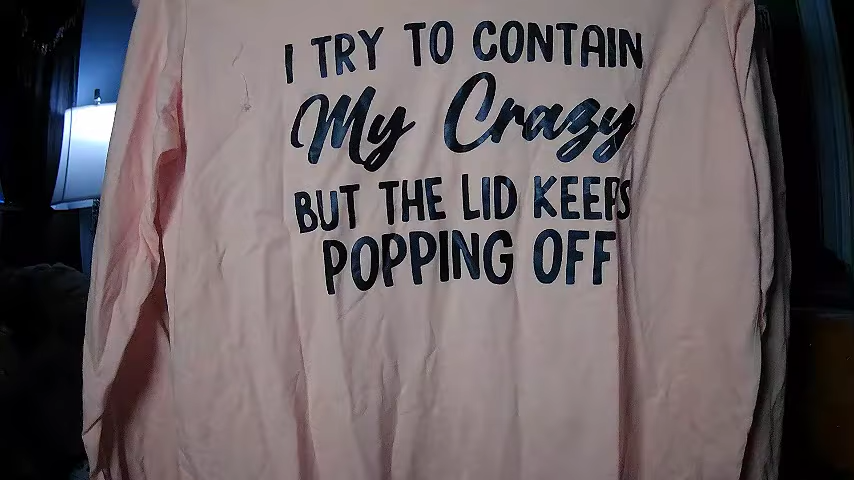 I TRY TO CONTAIN
My Crazy
BUT THE LID KEEPS
POPPING OFF